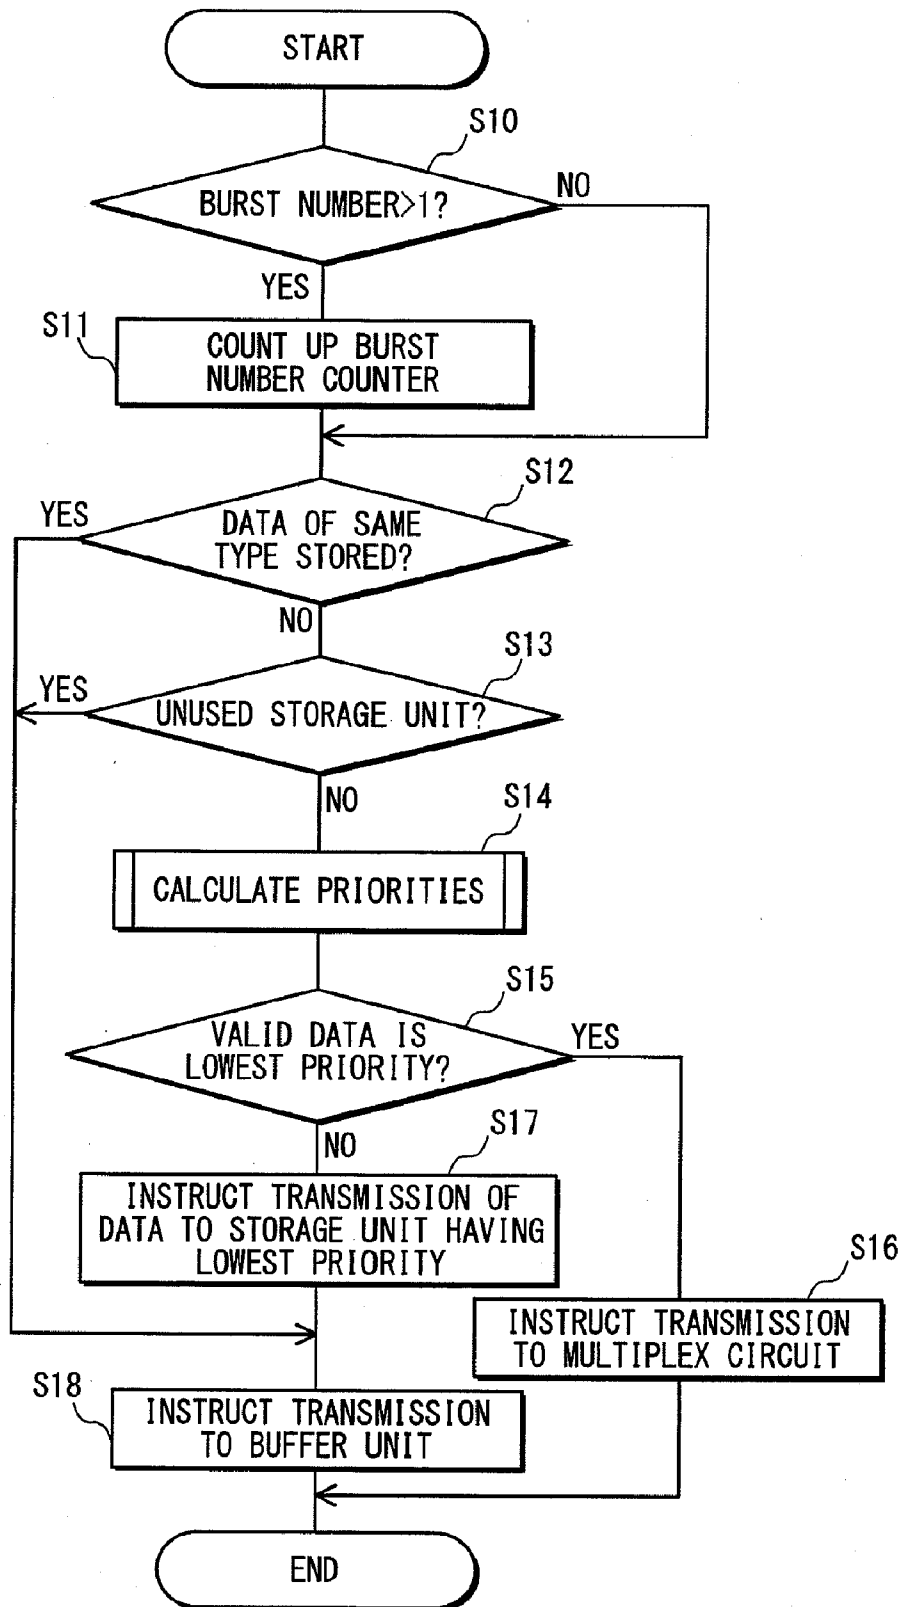 START
S10
BURST NUMBER>1?
NO
YES
S11
COUNT UP BURST
NUMBER COUNTER
S12
YES
DATA OF SAME
TYPE STORED?
NO
S13
YES
UNUSED STORAGE UNIT?
NO
S14
CALCULATE PRIORITIES
S15
VALID DATA IS
LOWEST PRIORITY?
YES
NO
S17
INSTRUCT TRANSMISSION OF
DATA TO STORAGE UNIT HAVING
LOWEST PRIORITY
S16
INSTRUCT TRANSMISSION
TO MULTIPLEX CIRCUIT
S18
INSTRUCT TRANSMISSION
TO BUFFER UNIT
END